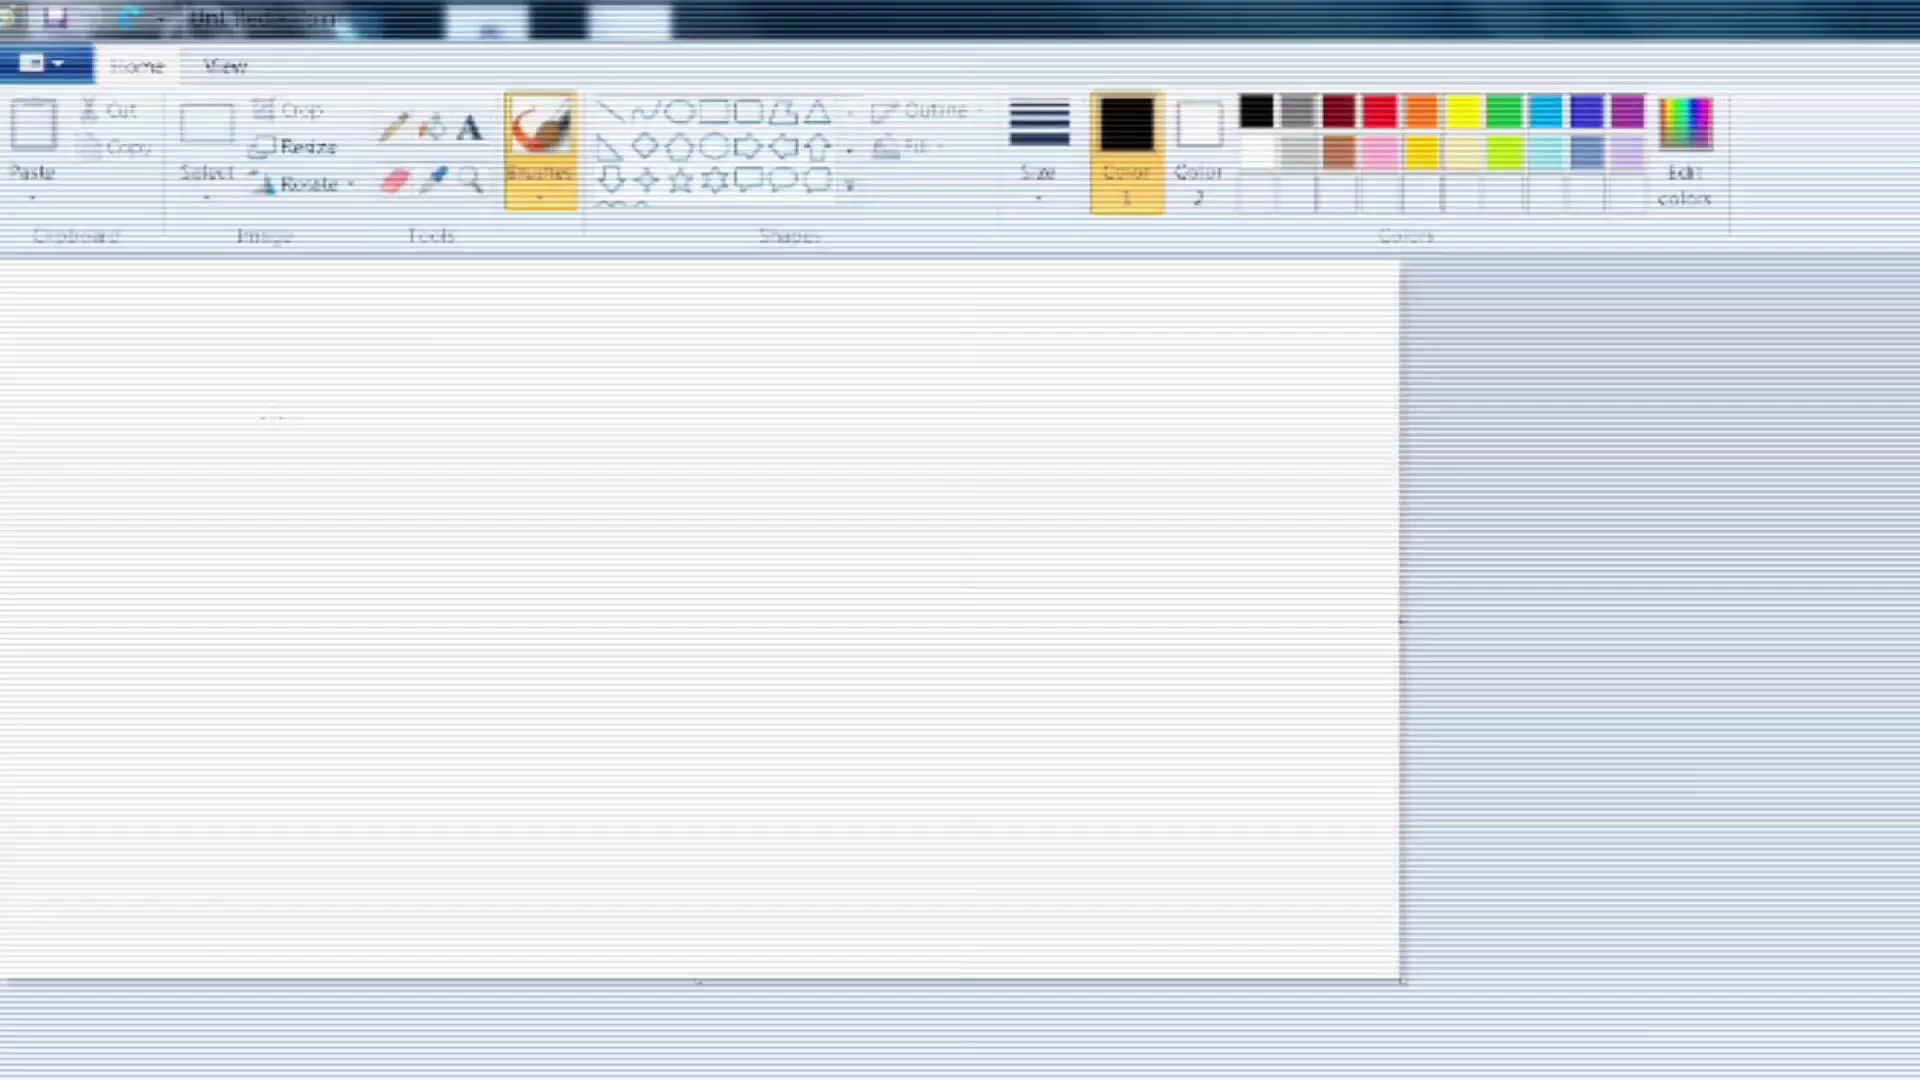 Home View
Cut
Crop
Outline
Copy
Resize
Fill
Paste
Select
Rotate
Brushes
Size
Color
1
Color
2
Edit
colors
Clipboard
Image
Tools
Shapes
Colors